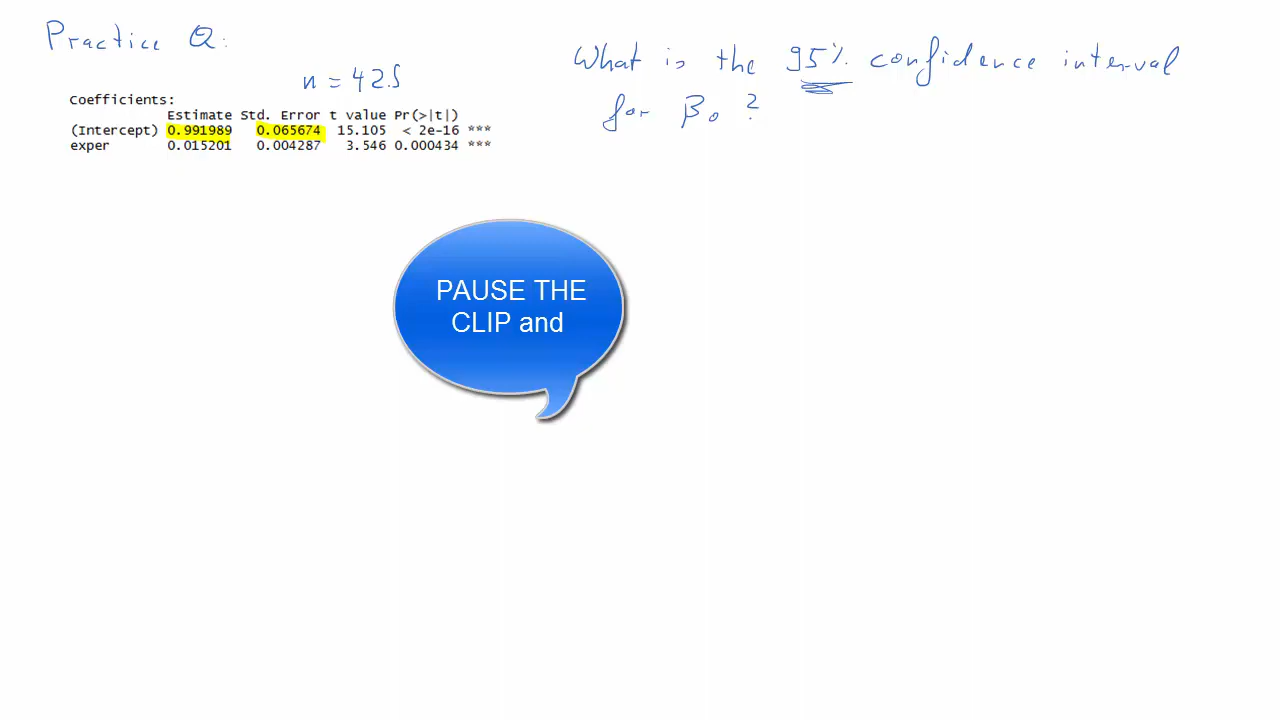 Practice Q:
What is the 95% confidence interval
for β0 ?
n = 425
Coefficients:
Estimate Std. Error t value Pr(>|t|)
(Intercept) 0.991989 0.065674 15.105 < 2e-16 ***
exper 0.015201 0.004287 3.546 0.000434 ***
PAUSE THE
CLIP and